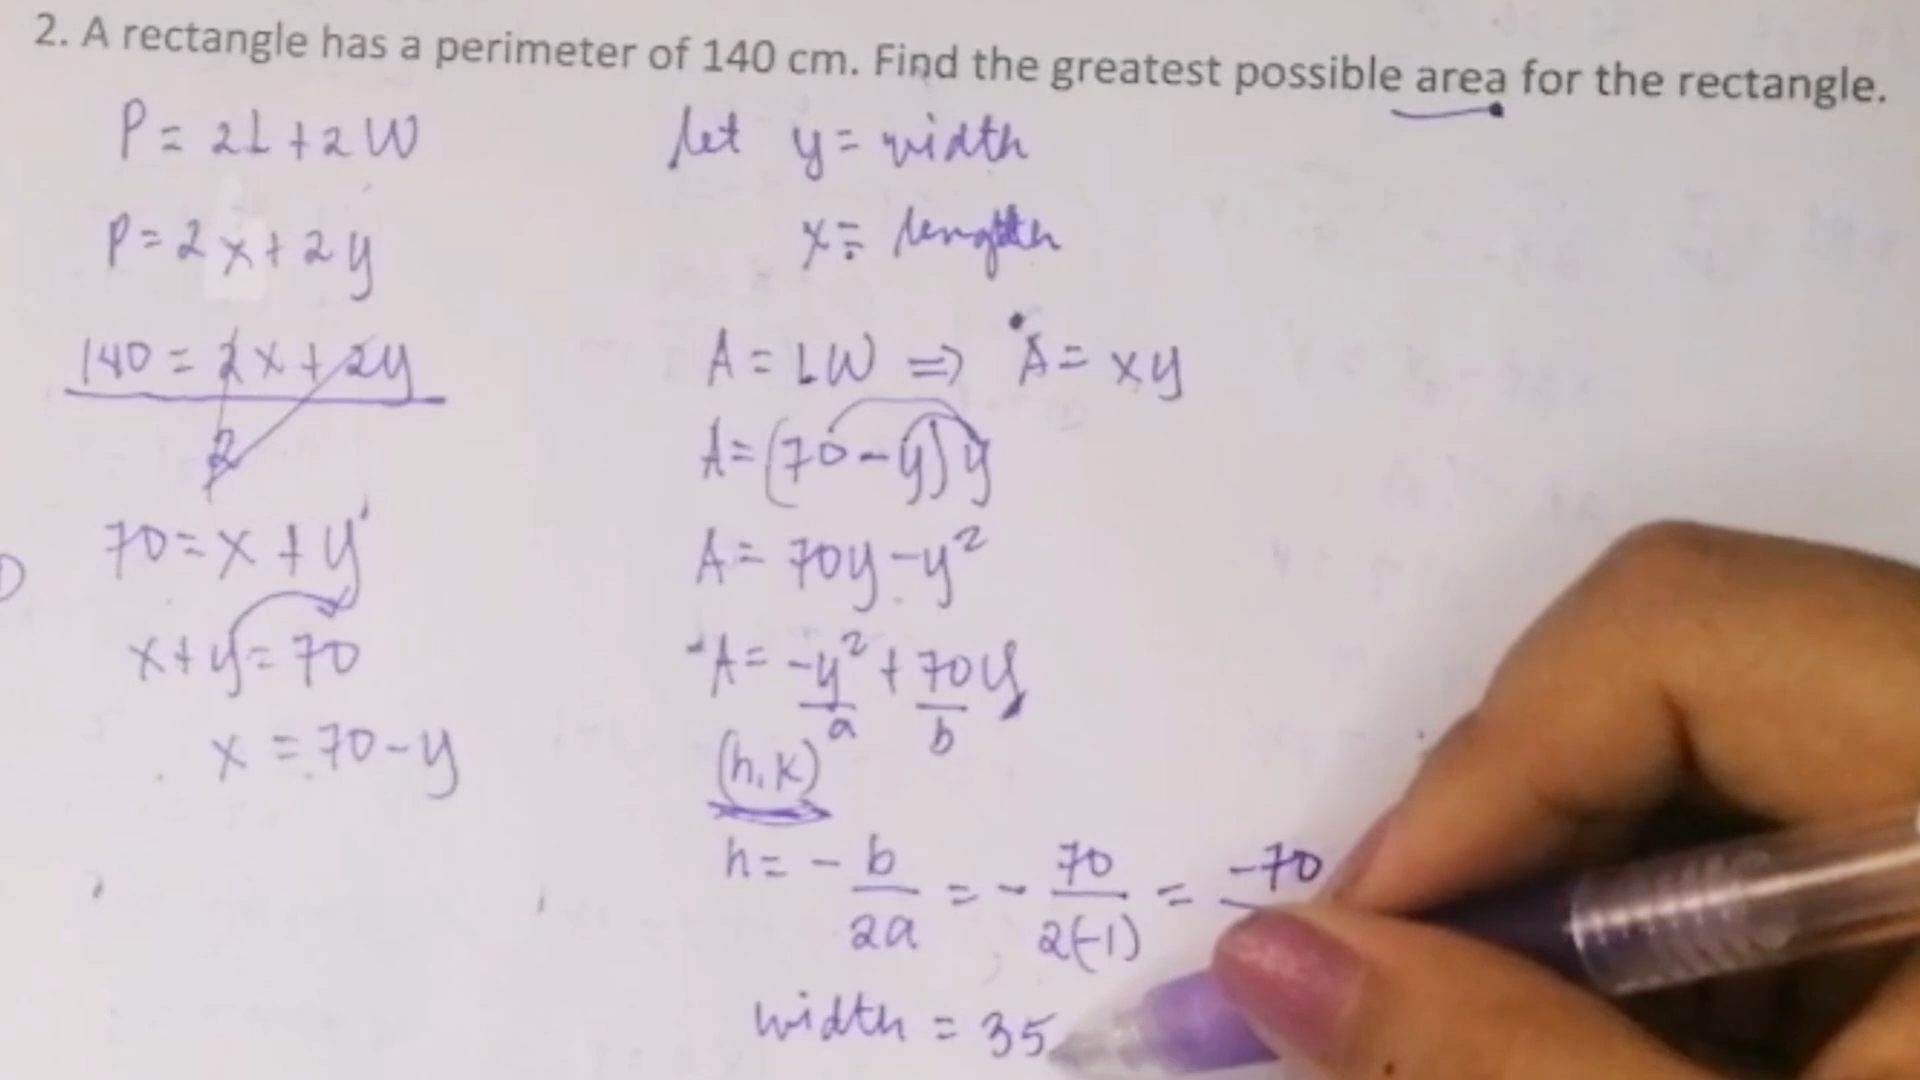 2. A rectangle has a perimeter of 140 cm. Find the greatest possible area for the rectangle.
P = 2L + 2W
P = 2x + 2y
140 = 2x + 2y
2
70 = x + y
x + y = 70
x = 70 - y
let y = width
x = length
A = LW => A = xy
A = (70 - y) y
A = 70y - y²
A = -y² + 70y
a b
(h, k)
h = - b/2a = - 70/2(-1) = -70
width = 35